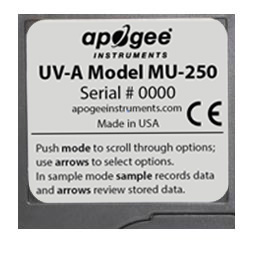 apogee
INSTRUMENTS
UV-A Model MU-250
Serial # 0000
apogeeinstruments.com
Made in USA
CE
Push mode to scroll through options;
use arrows to select options.
In sample mode sample records data
and arrows review stored data.